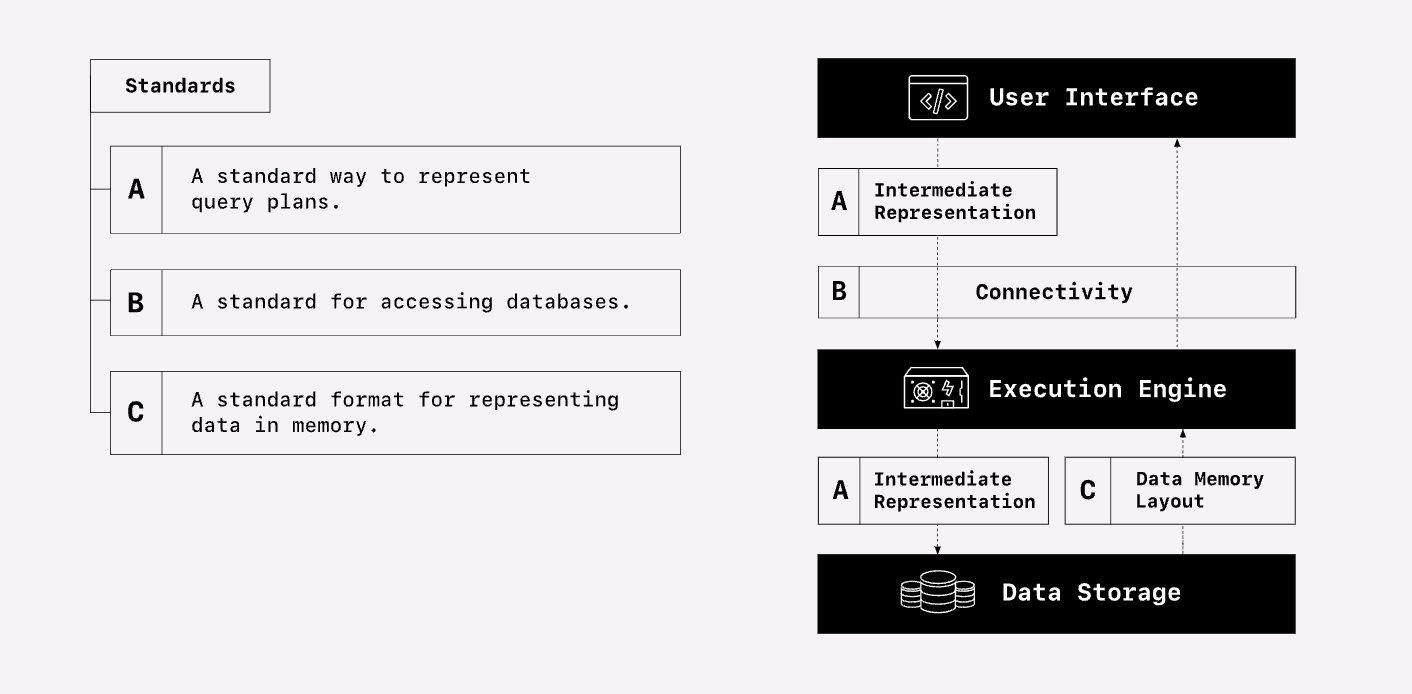 Standards
A
A standard way to represent
query plans.
B
A standard for accessing databases.
C
A standard format for representing
data in memory.
</> User Interface
A
Intermediate
Representation
B
Connectivity
Execution Engine
A
Intermediate
Representation
C
Data Memory
Layout
Data Storage